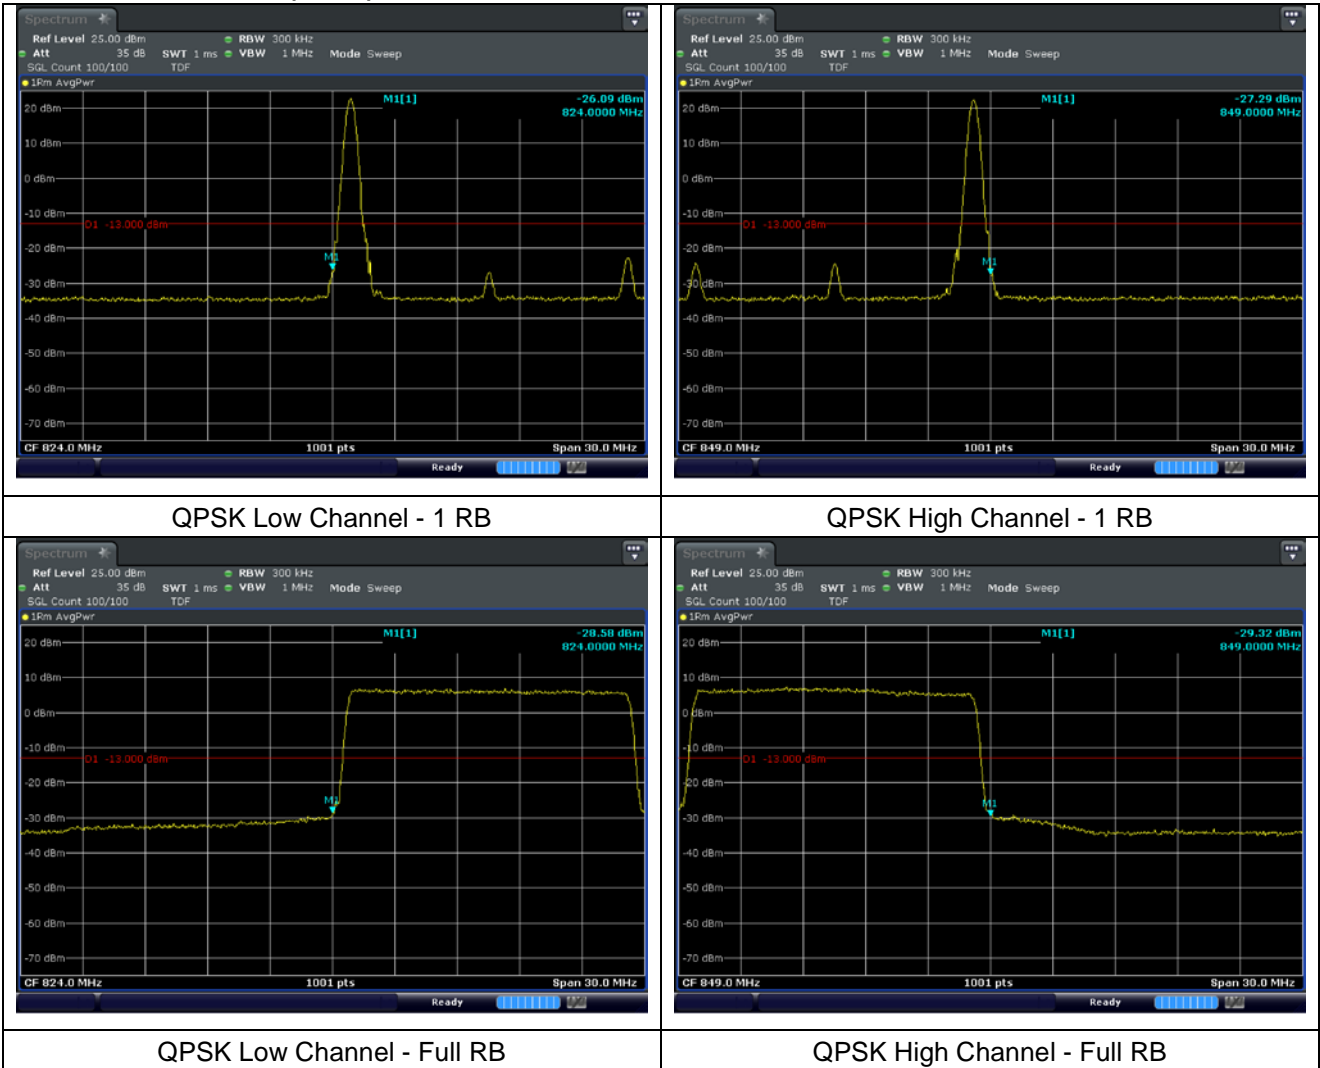 Spectrum
Ref Level 25.00 dBm RBW 300 kHz
Att 35 dB SWT 1 ms VBW 1 MHz Mode Sweep
SGL Count 100/100 TDF
1Rm AvgPwr
M1[1] -26.09 dBm
824.0000 MHz
20 dBm
10 dBm
0 dBm
-10 dBm
D1 -13.000 dBm
-20 dBm
M1
-30 dBm
-40 dBm
-50 dBm
-60 dBm
-70 dBm
CF 824.0 MHz 1001 pts Span 30.0 MHz
Ready
QPSK Low Channel - 1 RB
Spectrum
Ref Level 25.00 dBm RBW 300 kHz
Att 35 dB SWT 1 ms VBW 1 MHz Mode Sweep
SGL Count 100/100 TDF
1Rm AvgPwr
M1[1] -27.29 dBm
849.0000 MHz
20 dBm
10 dBm
0 dBm
-10 dBm
D1 -13.000 dBm
-20 dBm
M1
-30 dBm
-40 dBm
-50 dBm
-60 dBm
-70 dBm
CF 849.0 MHz 1001 pts Span 30.0 MHz
Ready
QPSK High Channel - 1 RB
Spectrum
Ref Level 25.00 dBm RBW 300 kHz
Att 35 dB SWT 1 ms VBW 1 MHz Mode Sweep
SGL Count 100/100 TDF
1Rm AvgPwr
M1[1] -28.58 dBm
824.0000 MHz
20 dBm
10 dBm
0 dBm
-10 dBm
D1 -13.000 dBm
-20 dBm
M1
-30 dBm
-40 dBm
-50 dBm
-60 dBm
-70 dBm
CF 824.0 MHz 1001 pts Span 30.0 MHz
Ready
QPSK Low Channel - Full RB
Spectrum
Ref Level 25.00 dBm RBW 300 kHz
Att 35 dB SWT 1 ms VBW 1 MHz Mode Sweep
SGL Count 100/100 TDF
1Rm AvgPwr
M1[1] -29.32 dBm
849.0000 MHz
20 dBm
10 dBm
0 dBm
-10 dBm
D1 -13.000 dBm
-20 dBm
M1
-30 dBm
-40 dBm
-50 dBm
-60 dBm
-70 dBm
CF 849.0 MHz 1001 pts Span 30.0 MHz
Ready
QPSK High Channel - Full RB